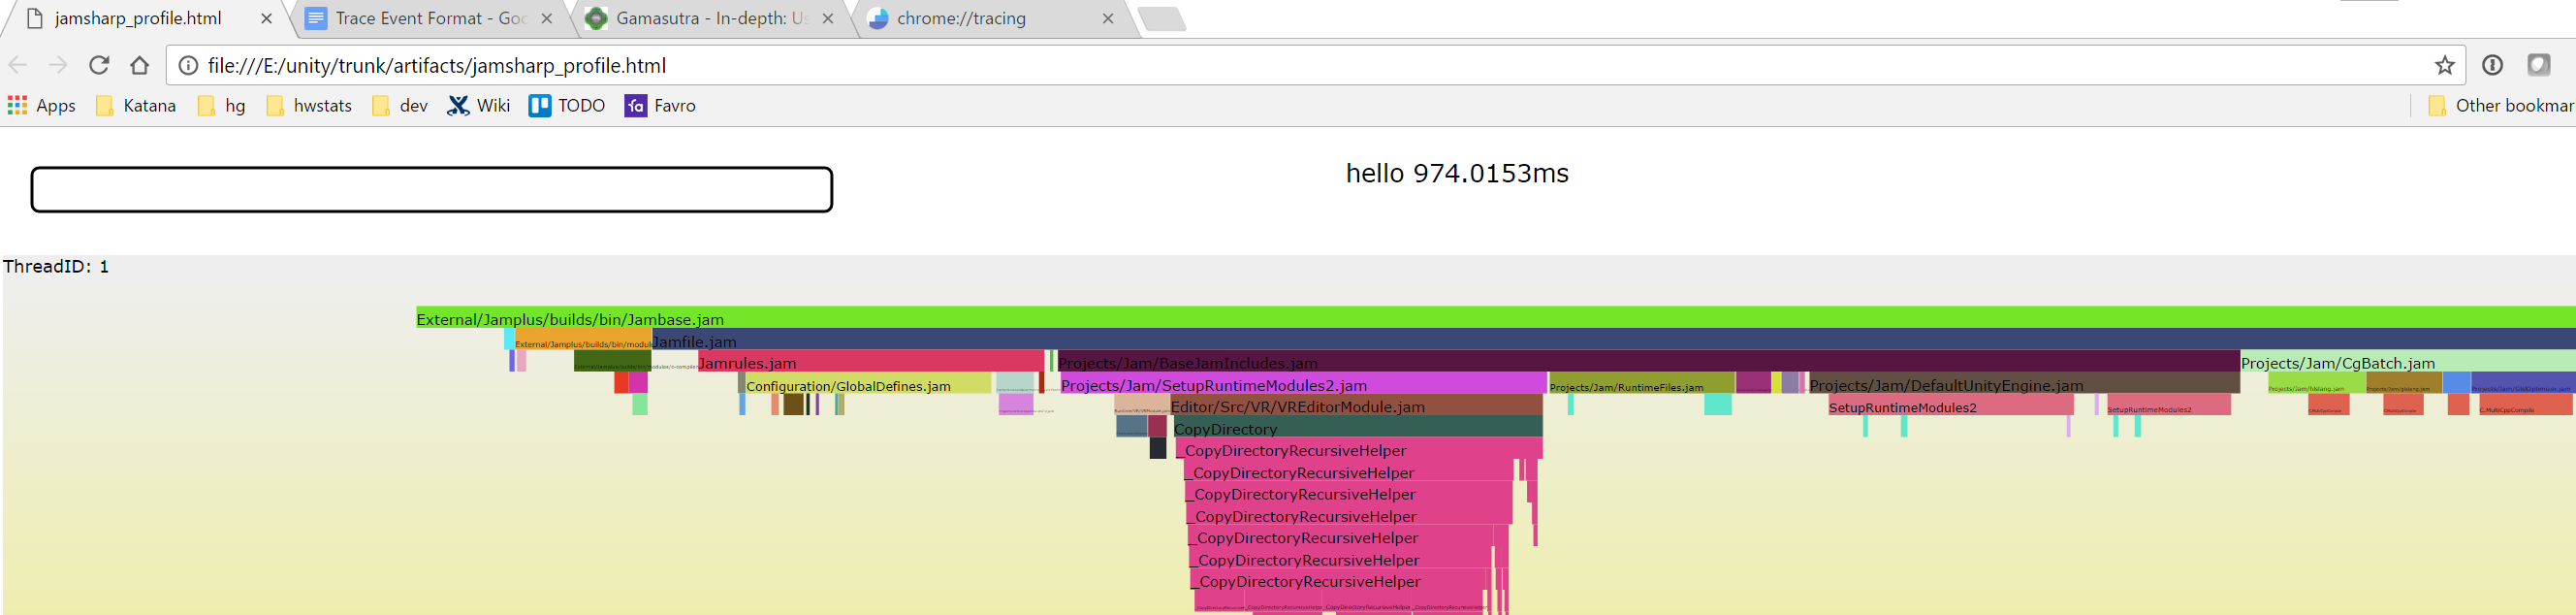 jamsharp_profile.html
Trace Event Format - Goo
Gamasutra - In-depth: Us
chrome://tracing
file:///E:/unity/trunk/artifacts/jamsharp_profile.html
Apps Katana hg hwstats dev Wiki TODO Favro Other bookmar
hello 974.0153ms
ThreadID: 1
External/Jamplus/builds/bin/Jambase.jam
External/Jamplus/builds/bin/modul Jamfile.jam
Jamrules.jam Projects/Jam/BaseJamIncludes.jam Projects/Jam/CgBatch.jam
Configuration/GlobalDefines.jam Projects/Jam/SetupRuntimeModules2.jam Projects/Jam/RuntimeFiles.jam Projects/Jam/DefaultUnityEngine.jam
Editor/Src/VR/VREditorModule.jam SetupRuntimeModules2 SetupRuntimeModules2
CopyDirectory
_CopyDirectoryRecursiveHelper
_CopyDirectoryRecursiveHelper
_CopyDirectoryRecursiveHelper
_CopyDirectoryRecursiveHelper
_CopyDirectoryRecursiveHelper
_CopyDirectoryRecursiveHelper
_CopyDirectoryRecursiveHelper
_CopyDirectoryRecursiveHelper _CopyDirectoryRecursiveHelper